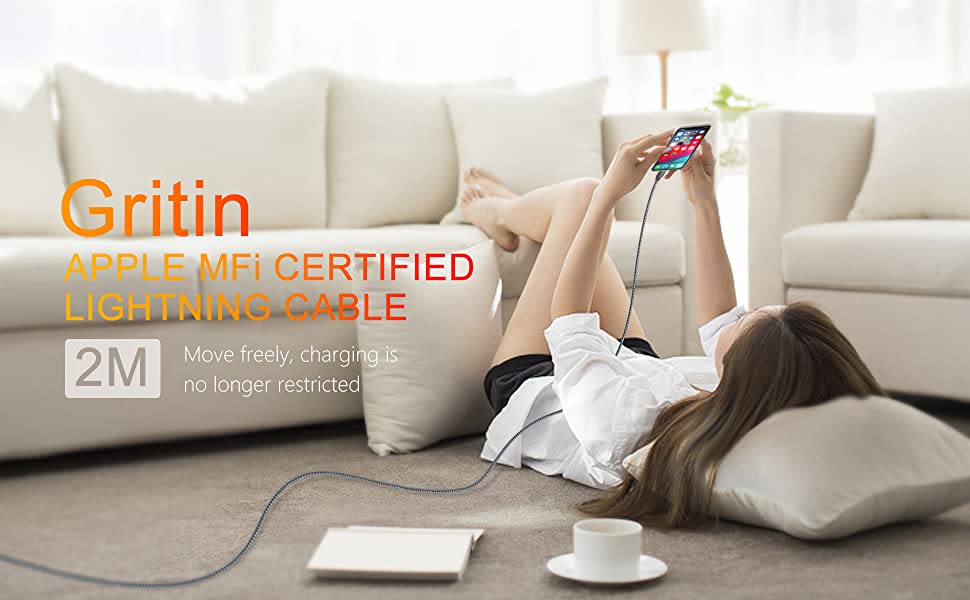 Gritin
APPLE MFi CERTIFIED
LIGHTNING CABLE
2M
Move freely, charging is
no longer restricted